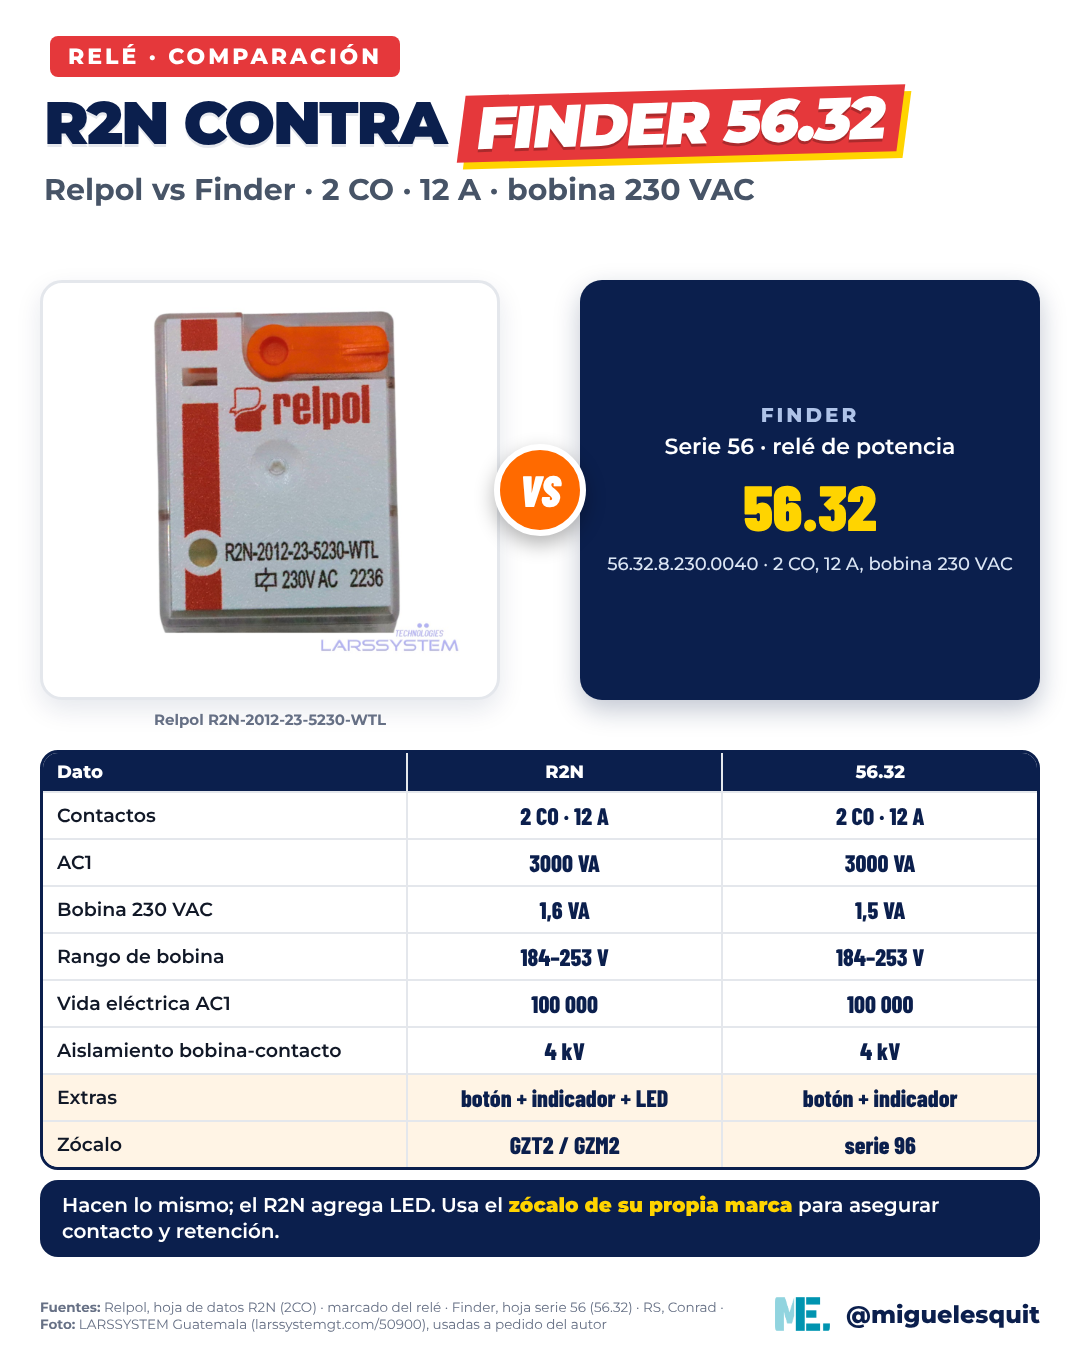 RELÉ · COMPARACIÓN
R2N CONTRA FINDER 56.32
Relpol vs Finder · 2 CO · 12 A · bobina 230 VAC
relpol
R2N-2012-23-5230-WTL
230V AC 2236
TECHNOLOGIES
LARSSYSTEM
Relpol R2N-2012-23-5230-WTL
VS
FINDER
Serie 56 · relé de potencia
56.32
56.32.8.230.0040 · 2 CO, 12 A, bobina 230 VAC
Dato R2N 56.32
Contactos 2 CO · 12 A 2 CO · 12 A
AC1 3000 VA 3000 VA
Bobina 230 VAC 1,6 VA 1,5 VA
Rango de bobina 184–253 V 184–253 V
Vida eléctrica AC1 100 000 100 000
Aislamiento bobina-contacto 4 kV 4 kV
Extras botón + indicador + LED botón + indicador
Zócalo GZT2 / GZM2 serie 96
Hacen lo mismo; el R2N agrega LED. Usa el zócalo de su propia marca para asegurar
contacto y retención.
Fuentes: Relpol, hoja de datos R2N (2CO) · marcado del relé · Finder, hoja serie 56 (56.32) · RS, Conrad ·
Foto: LARSSYSTEM Guatemala (larssystemgt.com/50900), usadas a pedido del autor
ME. @miguelesquit